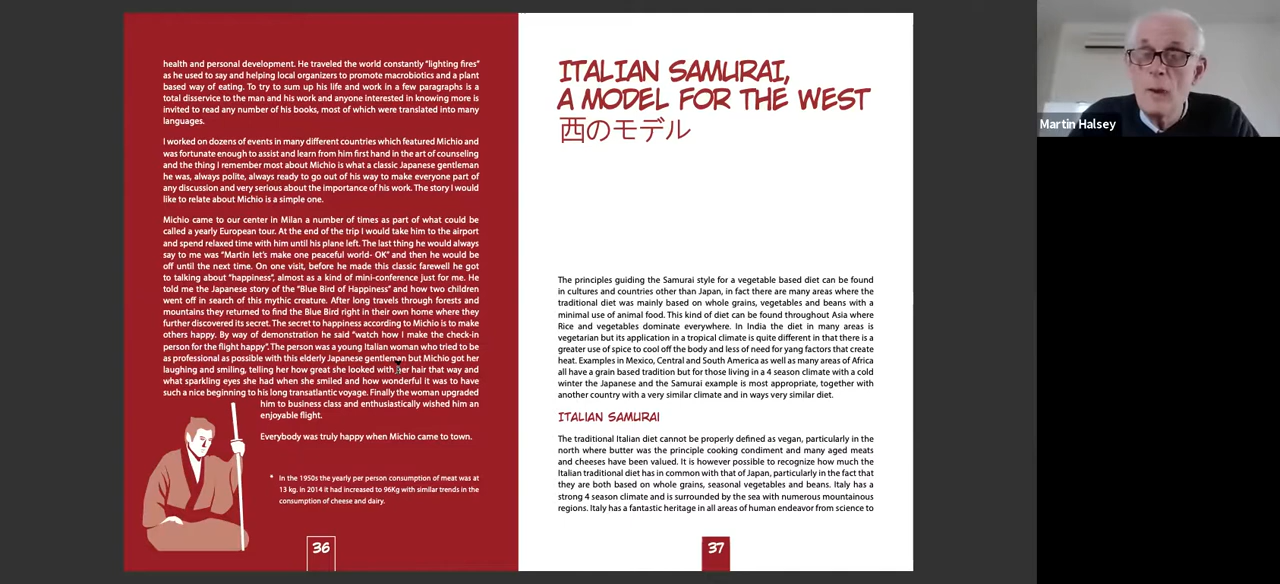 health and personal development. He traveled the world constantly “lighting fires”
as he used to say and helping local organizers to promote macrobiotics and a plant
based way of eating. To try to sum up his life and work in a few paragraphs is a
total disservice to the man and his work and anyone interested in knowing more is
invited to read any number of his books, most of which were translated into many
languages.
I worked on dozens of events in many different countries which featured Michio and
was fortunate enough to assist and learn from him first hand in the art of counseling
and the thing I remember most about Michio is what a classic Japanese gentleman
he was, always polite, always ready to go out of his way to make everyone part of
any discussion and very serious about the importance of his work. The story I would
like to relate about Michio is a simple one.
Michio came to our center in Milan a number of times as part of what could be
called a yearly European tour. At the end of the trip I would take him to the airport
and spend relaxed time with him until his plane left. The last thing he would always
say to me was “Martin let’s make one peaceful world- OK” and then he would be
off until the next time. On one visit, before he made this classic farewell he got
to talking about “happiness”, almost as a kind of mini-conference just for me. He
told me the Japanese story of the “Blue Bird of Happiness” and how two children
went off in search of this mythic creature. After long travels through forests and
mountains they returned to find the Blue Bird right in their own home where they
further discovered its secret. The secret to happiness according to Michio is to make
others happy. By way of demonstration he said “watch how I make the check-in
person for the flight happy”. The person was a young Italian woman who tried to be
as professional as possible with this elderly Japanese gentleman but Michio got her
laughing and smiling, telling her how great she looked with her hair that way and
what sparkling eyes she had when she smiled and how wonderful it was to have
such a nice beginning to his long transatlantic voyage. Finally the woman upgraded
him to business class and enthusiastically wished him an
enjoyable flight.
Everybody was truly happy when Michio came to town.
* In the 1950s the yearly per person consumption of meat was at
13 kg. in 2014 it had increased to 96Kg with similar trends in the
consumption of cheese and dairy.
36
ITALIAN SAMURAI,
A MODEL FOR THE WEST
西のモデル
The principles guiding the Samurai style for a vegetable based diet can be found
in cultures and countries other than Japan, in fact there are many areas where the
traditional diet was mainly based on whole grains, vegetables and beans with a
minimal use of animal food. This kind of diet can be found throughout Asia where
Rice and vegetables dominate everywhere. In India the diet in many areas is
vegetarian but its application in a tropical climate is quite different in that there is a
greater use of spice to cool off the body and less of need for yang factors that create
heat. Examples in Mexico, Central and South America as well as many areas of Africa
all have a grain based tradition but for those living in a 4 season climate with a cold
winter the Japanese and the Samurai example is most appropriate, together with
another country with a very similar climate and in ways very similar diet.
ITALIAN SAMURAI
The traditional Italian diet cannot be properly defined as vegan, particularly in the
north where butter was the principle cooking condiment and many aged meats
and cheeses have been valued. It is however possible to recognize how much the
Italian traditional diet has in common with that of Japan, particularly in the fact that
they are both based on whole grains, seasonal vegetables and beans. Italy has a
strong 4 season climate and is surrounded by the sea with numerous mountainous
regions. Italy has a fantastic heritage in all areas of human endeavor from science to
37
Martin Halsey